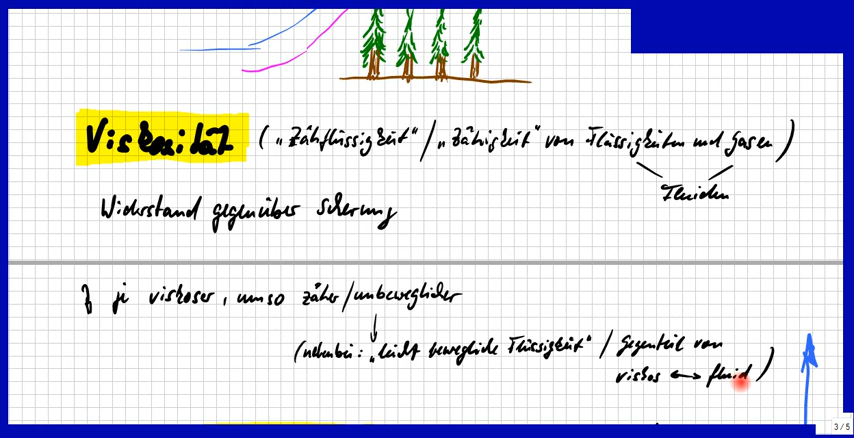 Viskosität („Zähflüssigkeit“ / „Zähigkeit“ von Flüssigkeiten und Gasen)
Fluiden
Widerstand gegenüber Scherung
je viskoser, umso zäher/unbeweglicher
(nebenbei: „leicht bewegliche Flüssigkeit“ / Gegenteil von
viskos ↔ fluid)
3 / 5